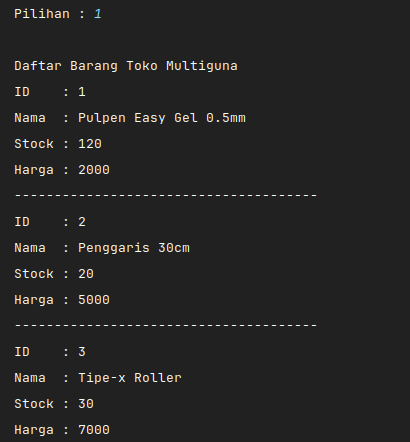 Pilihan : 1
Daftar Barang Toko Multiguna
ID    : 1
Nama  : Pulpen Easy Gel 0.5mm
Stock : 120
Harga : 2000
--------------------------------------
ID    : 2
Nama  : Penggaris 30cm
Stock : 20
Harga : 5000
--------------------------------------
ID    : 3
Nama  : Tipe-x Roller
Stock : 30
Harga : 7000